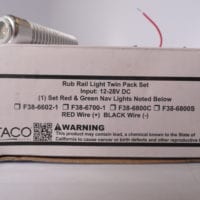 Rub Rail Light Twin Pack Set
Input: 12-28V DC
(1) Set Red & Green Nav Lights Noted Below
F38-6602-1 F38-6700-1 F38-6800C F38-6800S
RED Wire (+) BLACK Wire (-)
TACO
WARNING
This product may contain lead, a chemical known to the State of
California to cause cancer or birth defects and other reproductive